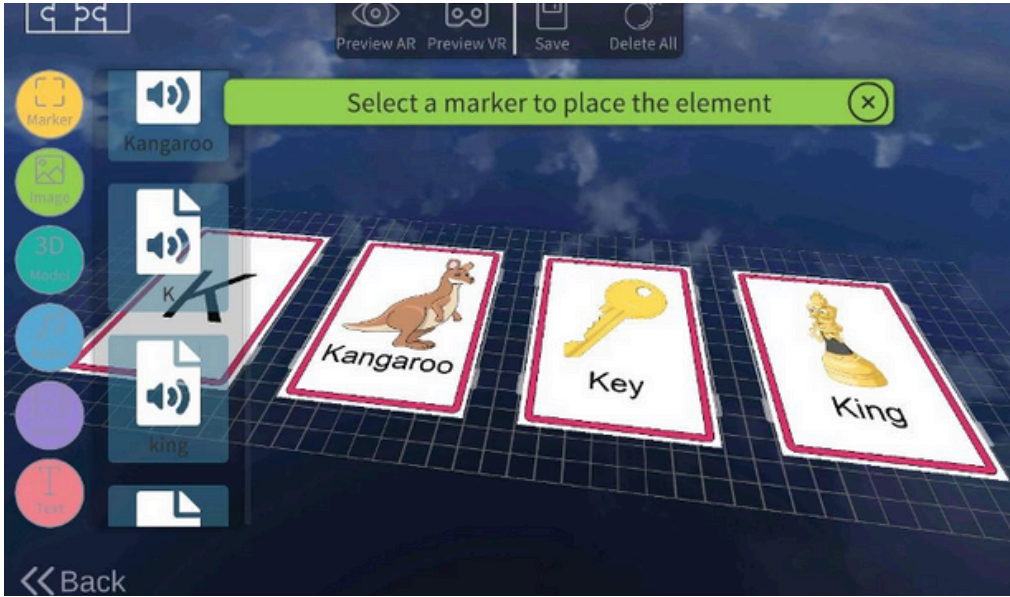 Preview AR
Preview VR
Save
Delete All
Select a marker to place the element
Marker
Image
3D
Model
Text
Kangaroo
K
king
K
Kangaroo
Key
King
Back